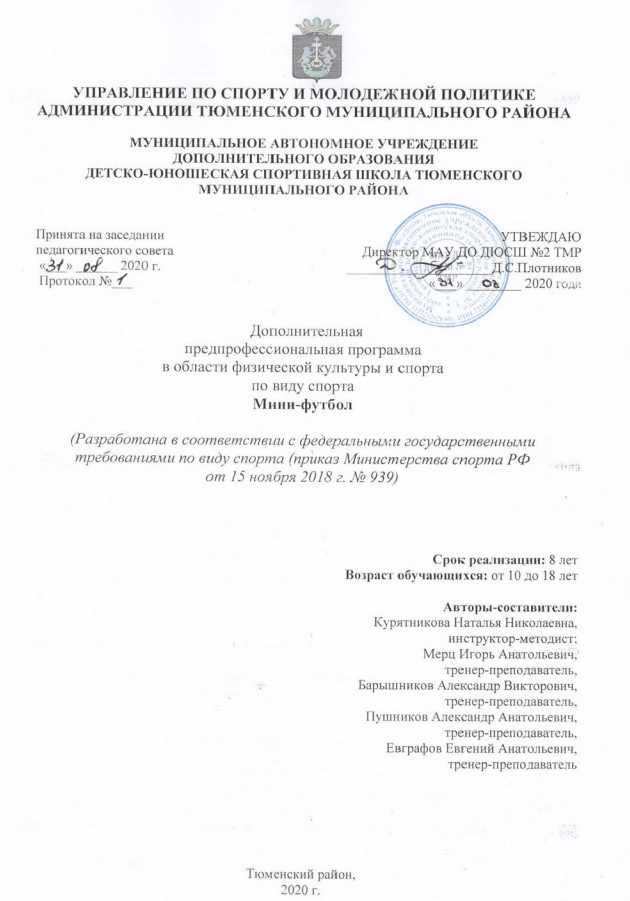 УПРАВЛЕНИЕ ПО СПОРТУ И МОЛОДЕЖНОЙ ПОЛИТИКЕ
АДМИНИСТРАЦИИ ТЮМЕНСКОГО МУНИЦИПАЛЬНОГО РАЙОНА
МУНИЦИПАЛЬНОЕ АВТОНОМНОЕ УЧРЕЖДЕНИЕ
ДОПОЛНИТЕЛЬНОГО ОБРАЗОВАНИЯ
ДЕТСКО-ЮНОШЕСКАЯ СПОРТИВНАЯ ШКОЛА ТЮМЕНСКОГО
МУНИЦИПАЛЬНОГО РАЙОНА
Принята на заседании
педагогического совета
«31» 08 2020 г.
Протокол № 1
УТВЕРЖДАЮ
Директор МАУ ДО ДЮСШ №2 ТМР
Д.С.Плотников
«31» 08 2020 года
Дополнительная
предпрофессиональная программа
в области физической культуры и спорта
по виду спорта
Мини-футбол
(Разработана в соответствии с федеральными государственными
требованиями по виду спорта (приказ Министерства спорта РФ
от 15 ноября 2018 г. № 939)
Срок реализации: 8 лет
Возраст обучающихся: от 10 до 18 лет
Авторы-составители:
Курятникова Наталья Николаевна,
инструктор-методист;
Мерц Игорь Анатольевич,
тренер-преподаватель,
Барышников Александр Викторович,
тренер-преподаватель,
Пушников Александр Анатольевич,
тренер-преподаватель,
Евграфов Евгений Анатольевич,
тренер-преподаватель
Тюменский район,
2020 г.